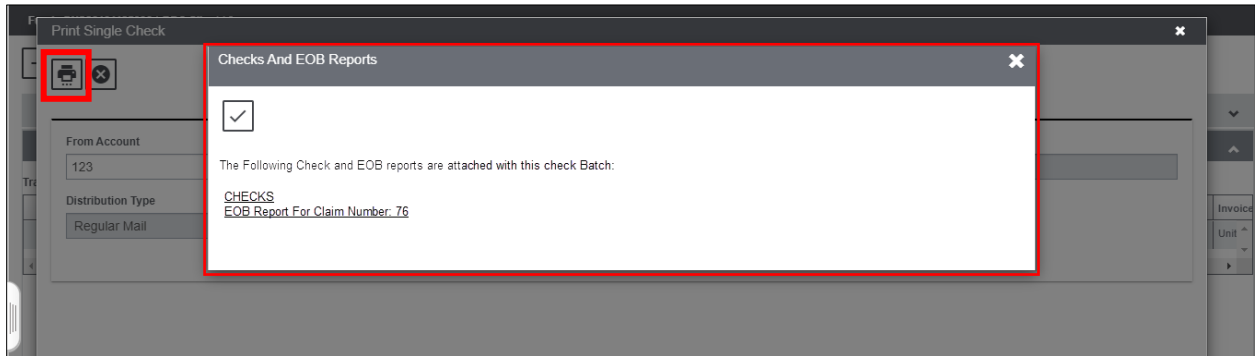 Print Single Check
Checks And EOB Reports
From Account
123
The Following Check and EOB reports are attached with this check Batch:
Distribution Type
CHECKS
EOB Report For Claim Number: 76
Regular Mail
Invoice
Unit